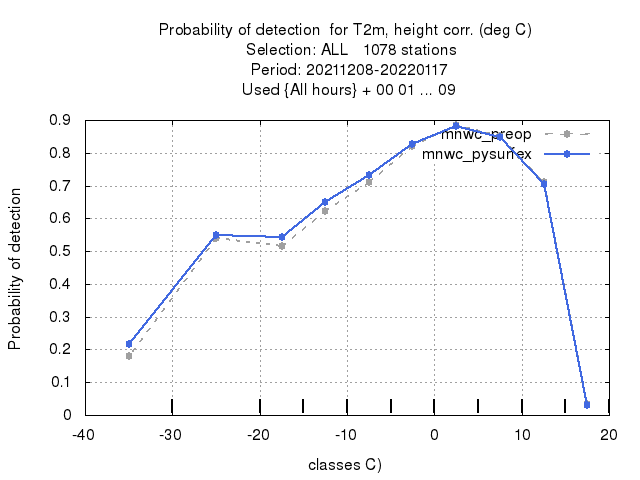 Probability of detection  for T2m, height corr. (deg C)
Selection: ALL   1078 stations
Period: 20211208-20220117
Used {All hours} + 00 01 ... 09
mnwc_preop
mnwc_pysurfex
Probability of detection
0.9
0.8
0.7
0.6
0.5
0.4
0.3
0.2
0.1
0
-40 -30 -20 -10 0 10 20
classes C)